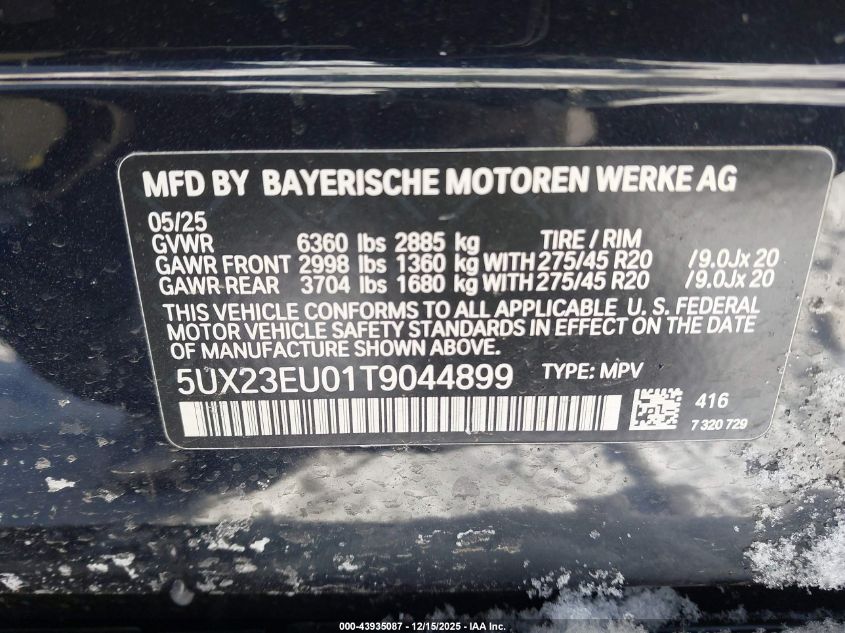 MFD BY BAYERISCHE MOTOREN WERKE AG
05/25
GVWR 6360 lbs 2885 kg TIRE / RIM
GAWR FRONT 2998 lbs 1360 kg WITH 275/45 R20 /9.0Jx 20
GAWR REAR 3704 lbs 1680 kg WITH 275/45 R20 /9.0Jx 20
THIS VEHICLE CONFORMS TO ALL APPLICABLE U. S. FEDERAL
MOTOR VEHICLE SAFETY STANDARDS IN EFFECT ON THE DATE
OF MANUFACTURE SHOWN ABOVE.
5UX23EU01T9044899 TYPE: MPV
416
7 320 729
000-43935087 - 12/15/2025 - IAA Inc.